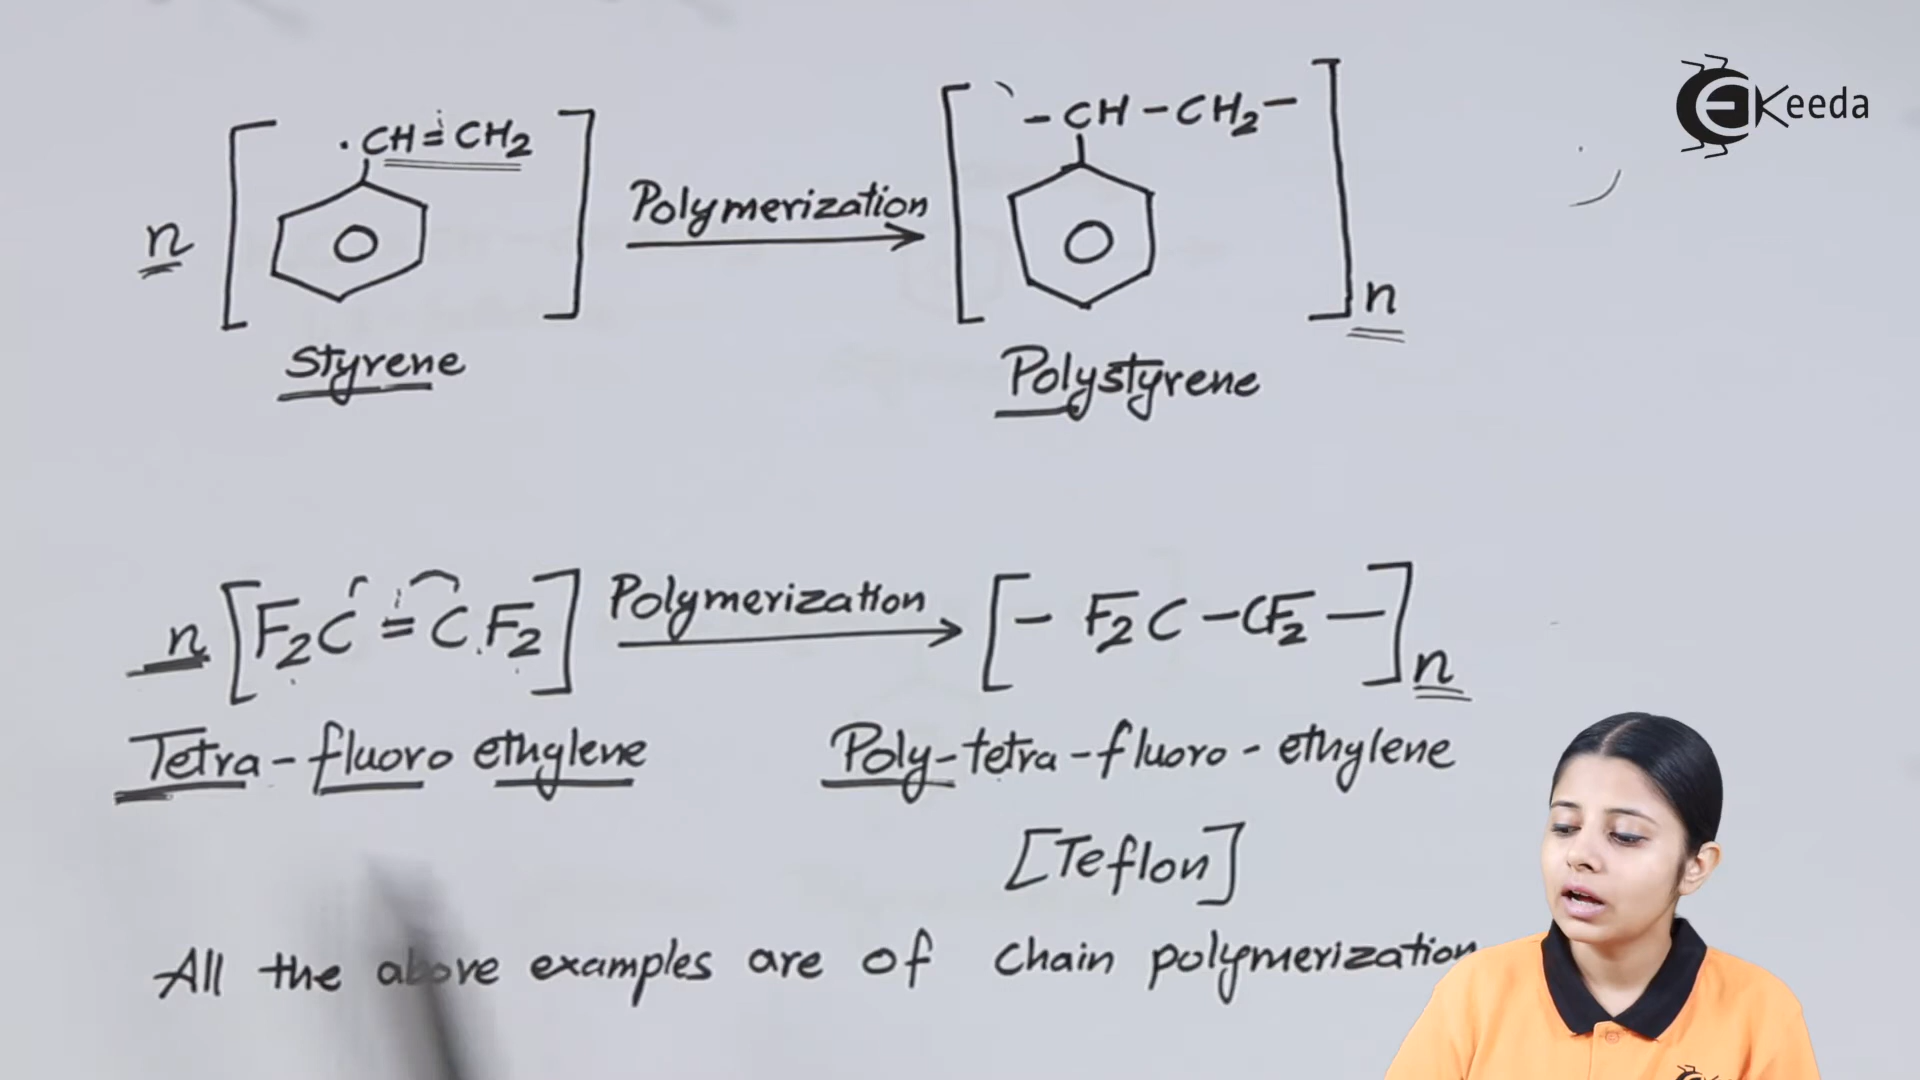 EKeeda
n [ CH = CH2 ] Polymerization [ - CH - CH2 - ]n
Styrene Polystyrene
n [F2C = CF2] Polymerization [- F2C - CF2 -]n
Tetra-fluoro ethylene Poly-tetra-fluoro-ethylene
[Teflon]
All the above examples are of chain polymerization